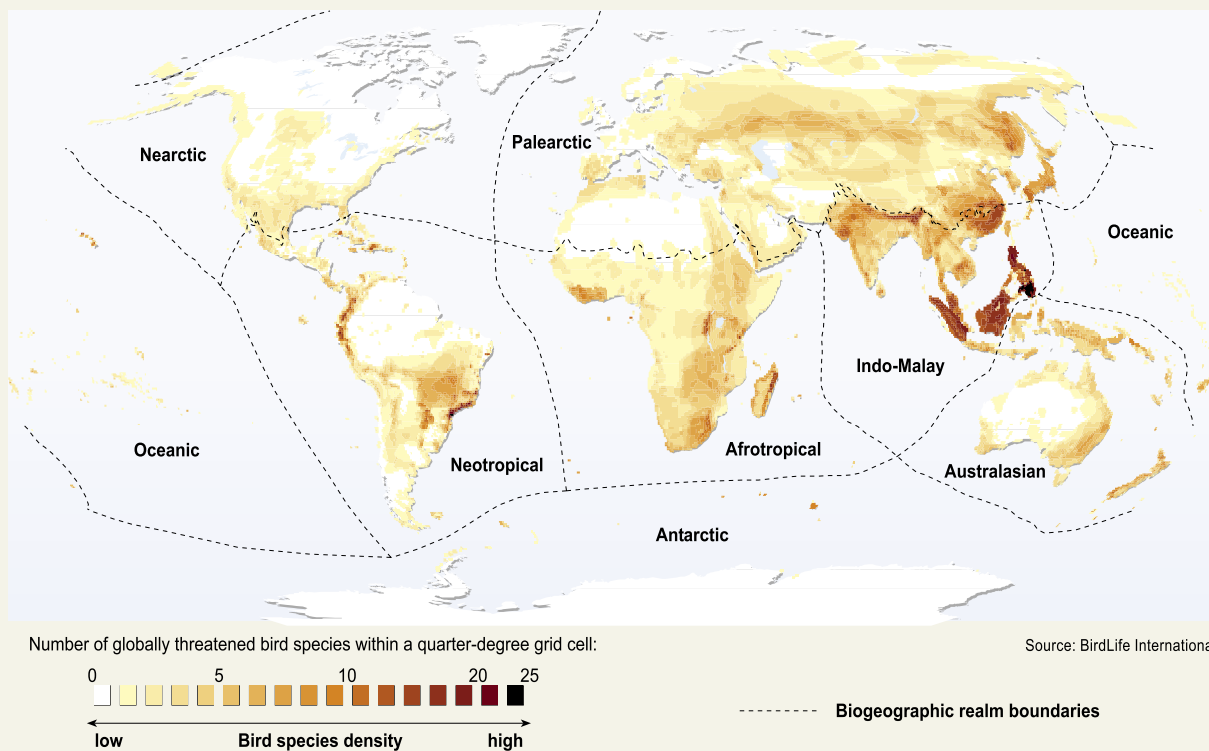 Nearctic
Palearctic
Oceanic
Indo-Malay
Oceanic
Neotropical
Afrotropical
Australasian
Antarctic
Number of globally threatened bird species within a quarter-degree grid cell:
Source: BirdLife Internationa
0 5 10 20 25
Biogeographic realm boundaries
low Bird species density high